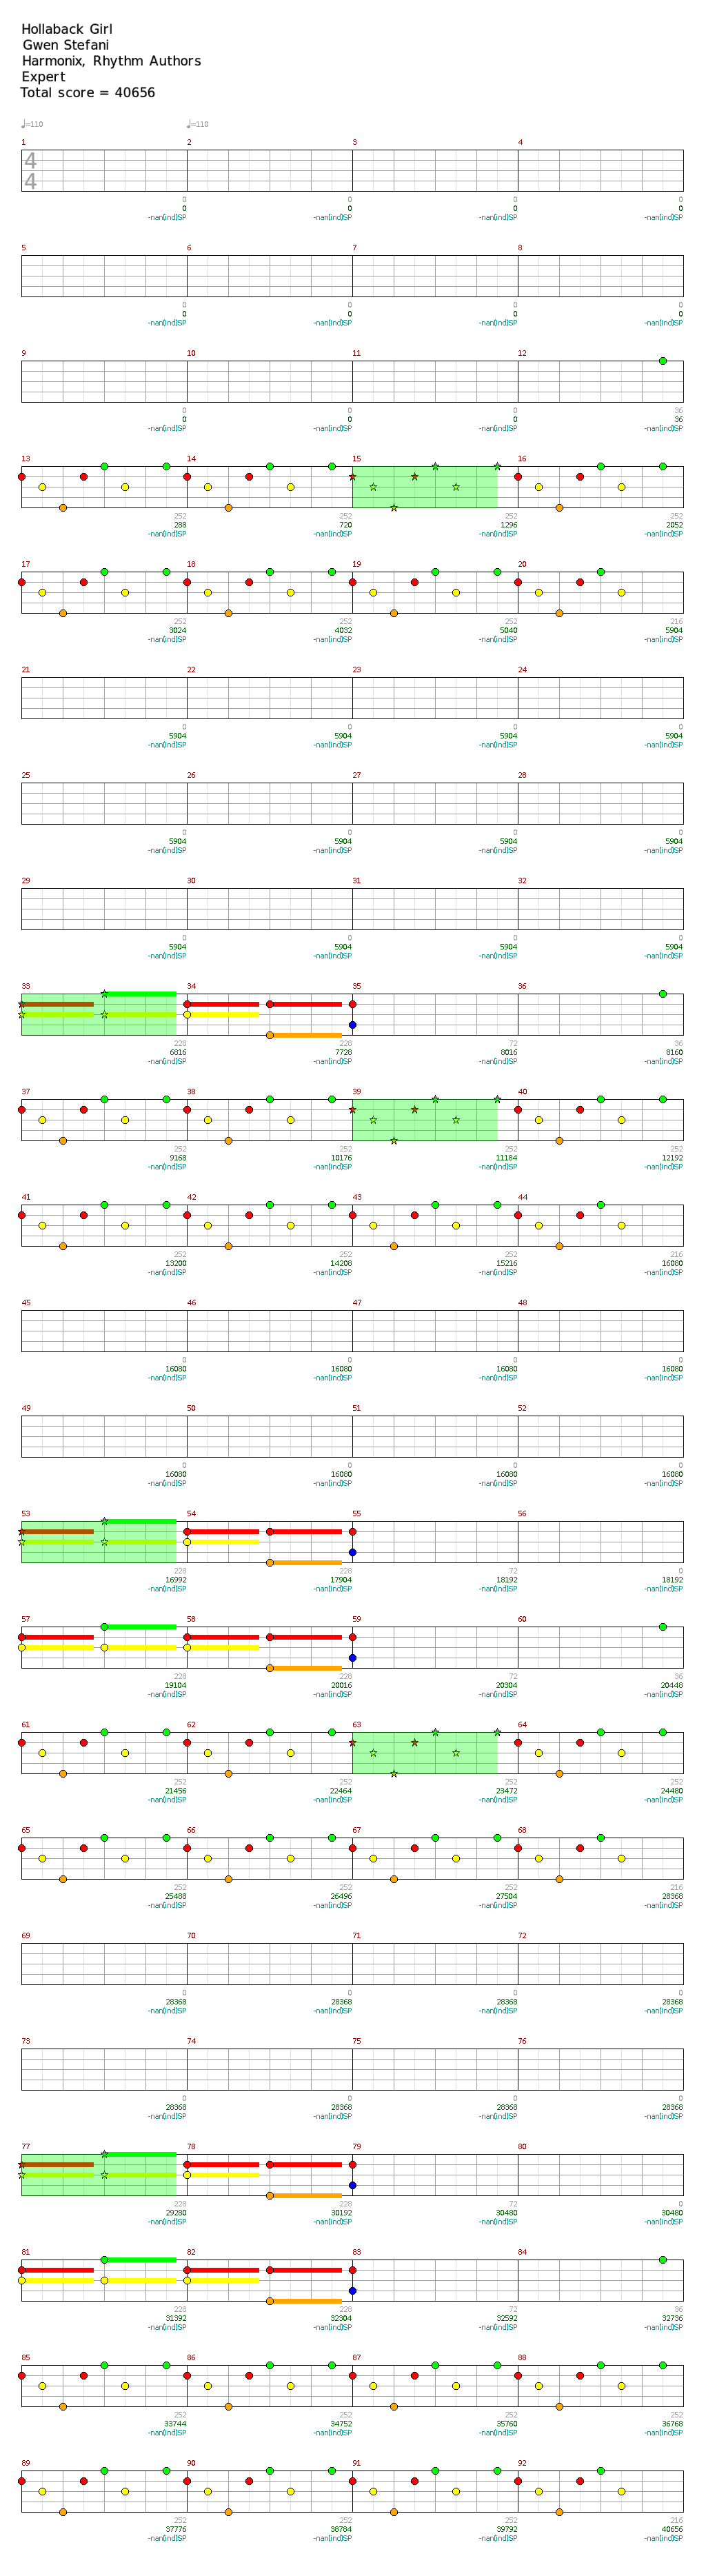 Hollaback Girl
Gwen Stefani
Harmonix, Rhythm Authors
Expert
Total score = 40656
♩=110 ♩=110
1 2 3 4
4
4
0 0 0 0
0 0 0 0
-nan(ind)SP -nan(ind)SP -nan(ind)SP -nan(ind)SP
5 6 7 8
0 0 0 0
0 0 0 0
-nan(ind)SP -nan(ind)SP -nan(ind)SP -nan(ind)SP
9 10 11 12
0 0 0 36
0 0 0 36
-nan(ind)SP -nan(ind)SP -nan(ind)SP -nan(ind)SP
13 14 15 16
252 252 252 252
288 720 1296 2052
-nan(ind)SP -nan(ind)SP -nan(ind)SP -nan(ind)SP
17 18 19 20
252 252 252 216
3024 4032 5040 5904
-nan(ind)SP -nan(ind)SP -nan(ind)SP -nan(ind)SP
21 22 23 24
0 0 0 0
5904 5904 5904 5904
-nan(ind)SP -nan(ind)SP -nan(ind)SP -nan(ind)SP
25 26 27 28
0 0 0 0
5904 5904 5904 5904
-nan(ind)SP -nan(ind)SP -nan(ind)SP -nan(ind)SP
29 30 31 32
0 0 0 0
5904 5904 5904 5904
-nan(ind)SP -nan(ind)SP -nan(ind)SP -nan(ind)SP
33 34 35 36
228 228 72 36
6816 7728 8016 8160
-nan(ind)SP -nan(ind)SP -nan(ind)SP -nan(ind)SP
37 38 39 40
252 252 252 252
9168 10176 11184 12192
-nan(ind)SP -nan(ind)SP -nan(ind)SP -nan(ind)SP
41 42 43 44
252 252 252 216
13200 14208 15216 16080
-nan(ind)SP -nan(ind)SP -nan(ind)SP -nan(ind)SP
45 46 47 48
0 0 0 0
16080 16080 16080 16080
-nan(ind)SP -nan(ind)SP -nan(ind)SP -nan(ind)SP
49 50 51 52
0 0 0 0
16080 16080 16080 16080
-nan(ind)SP -nan(ind)SP -nan(ind)SP -nan(ind)SP
53 54 55 56
228 228 72 0
16992 17904 18192 18192
-nan(ind)SP -nan(ind)SP -nan(ind)SP -nan(ind)SP
57 58 59 60
228 228 72 36
19104 20016 20304 20448
-nan(ind)SP -nan(ind)SP -nan(ind)SP -nan(ind)SP
61 62 63 64
252 252 252 252
21456 22464 23472 24480
-nan(ind)SP -nan(ind)SP -nan(ind)SP -nan(ind)SP
65 66 67 68
252 252 252 216
25488 26496 27504 28368
-nan(ind)SP -nan(ind)SP -nan(ind)SP -nan(ind)SP
69 70 71 72
0 0 0 0
28368 28368 28368 28368
-nan(ind)SP -nan(ind)SP -nan(ind)SP -nan(ind)SP
73 74 75 76
0 0 0 0
28368 28368 28368 28368
-nan(ind)SP -nan(ind)SP -nan(ind)SP -nan(ind)SP
77 78 79 80
228 228 72 0
29280 30192 30480 30480
-nan(ind)SP -nan(ind)SP -nan(ind)SP -nan(ind)SP
81 82 83 84
228 228 72 36
31392 32304 32592 32736
-nan(ind)SP -nan(ind)SP -nan(ind)SP -nan(ind)SP
85 86 87 88
252 252 252 252
33744 34752 35760 36768
-nan(ind)SP -nan(ind)SP -nan(ind)SP -nan(ind)SP
89 90 91 92
252 252 252 216
37776 38784 39792 40656
-nan(ind)SP -nan(ind)SP -nan(ind)SP -nan(ind)SP